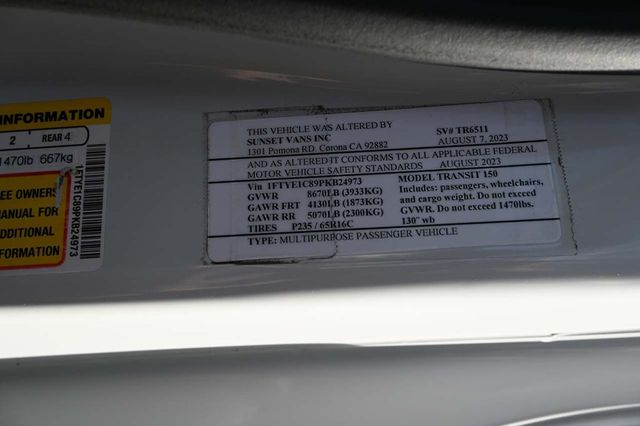 INFORMATION
2 REAR 4
1470lb 667kg
EE OWNERS
MANUAL FOR
ADDITIONAL
INFORMATION
1FTYE1C89PKB24973
THIS VEHICLE WAS ALTERED BY SV# TR6511
SUNSET VANS INC AUGUST 7, 2023
1301 Pomona RD, Corona CA 92882
AND AS ALTERED IT CONFORMS TO ALL APPLICABLE FEDERAL
MOTOR VEHICLE SAFETY STANDARDS AUGUST 2023
Vin 1FTYE1C89PKB24973 MODEL TRANSIT 150
GVWR 8670LB (3933KG) Includes: passengers, wheelchairs,
GAWR FRT 4130LB (1873KG) and cargo weight. Do not exceed
GAWR RR 5070LB (2300KG) GVWR. Do not exceed 1470lbs.
TIRES P235 / 65R16C 130" wb
TYPE: MULTIPURPOSE PASSENGER VEHICLE